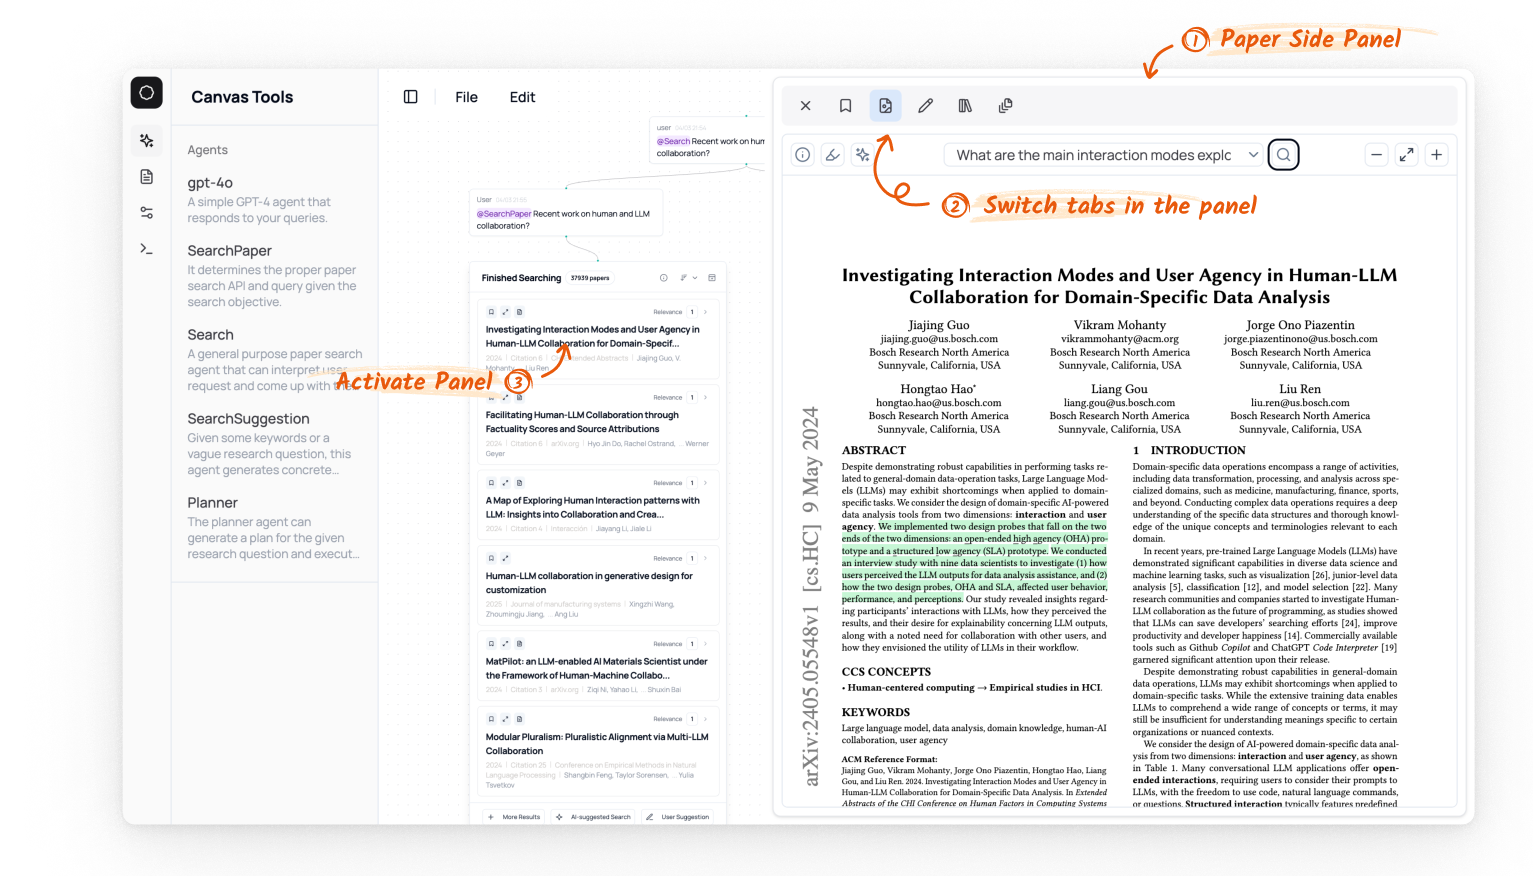 ① Paper Side Panel
Canvas Tools
File
Edit
Agents
gpt-4o
A simple GPT-4 agent that
responds to your queries.
SearchPaper
It determines the proper paper
search API and query given the
search objective.
Search
A general purpose paper search
agent that can interpret user
request and come up with the...
SearchSuggestion
Given some keywords or a
vague research question, this
agent generates concrete...
Planner
The planner agent can
generate a plan for the given
research question and execut...
user 04/03 21:54
@Search Recent work on hum
collaboration?
User 04/03 21:55
@SearchPaper Recent work on human and LLM
collaboration?
Finished Searching 37939 papers
Relevance 1
Investigating Interaction Modes and User Agency in
Human-LLM Collaboration for Domain-Specif...
2024 | Citation 6 | Extended Abstracts | Jiajing Guo, V.
Mohanty Liu Ren
Activate Panel ③
Relevance 1
Facilitating Human-LLM Collaboration through
Factuality Scores and Source Attributions
2024 | Citation 6 | arXiv.org | Hyo Jin Do, Rachel Ostrand, ... Werner
Geyer
Relevance 1
A Map of Exploring Human Interaction patterns with
LLM: Insights into Collaboration and Crea...
2024 | Citation 4 | Interacción | Jiayang Li, Jiale Li
Relevance 1
Human-LLM collaboration in generative design for
customization
2025 | Journal of manufacturing systems | Xingzhi Wang,
Zhoumingju Jiang, ... Ang Liu
Relevance 1
MatPilot: an LLM-enabled AI Materials Scientist under
the Framework of Human-Machine Collabo...
2024 | Citation 3 | arXiv.org | Ziqi Ni, Yahao Li, ... Shuxin Bai
Relevance 1
Modular Pluralism: Pluralistic Alignment via Multi-LLM
Collaboration
2024 | Citation 25 | Conference on Empirical Methods in Natural
Language Processing | Shangbin Feng, Taylor Sorensen, ... Yulia
Tsvetkov
More Results
AI-suggested Search
User Suggestion
What are the main interaction modes explc
② Switch tabs in the panel
Investigating Interaction Modes and User Agency in Human-LLM
Collaboration for Domain-Specific Data Analysis
Jiajing Guo
jiajing.guo@us.bosch.com
Bosch Research North America
Sunnyvale, California, USA
Vikram Mohanty
vikrammohanty@acm.org
Bosch Research North America
Sunnyvale, California, USA
Jorge Ono Piazentin
jorge.piazentinono@us.bosch.com
Bosch Research North America
Sunnyvale, California, USA
Hongtao Hao*
hongtao.hao@us.bosch.com
Bosch Research North America
Sunnyvale, California, USA
Liang Gou
liang.gou@us.bosch.com
Bosch Research North America
Sunnyvale, California, USA
Liu Ren
liu.ren@us.bosch.com
Bosch Research North America
Sunnyvale, California, USA
arXiv:2405.05548v1 [cs.HC] 9 May 2024
ABSTRACT
Despite demonstrating robust capabilities in performing tasks re-
lated to general-domain data-operation tasks, Large Language Mod-
els (LLMs) may exhibit shortcomings when applied to domain-
specific tasks. We consider the design of domain-specific AI-powered
data analysis tools from two dimensions: interaction and user
agency. We implemented two design probes that fall on the two
ends of the two dimensions: an open-ended high agency (OHA) pro-
totype and a structured low agency (SLA) prototype. We conducted
an interview study with nine data scientists to investigate (1) how
users perceived the LLM outputs for data analysis assistance, and (2)
how the two design probes, OHA and SLA, affected user behavior,
performance, and perceptions. Our study revealed insights regard-
ing participants' interactions with LLMs, how they perceived the
results, and their desire for explainability concerning LLM outputs,
along with a noted need for collaboration with other users, and
how they envisioned the utility of LLMs in their workflow.
CCS CONCEPTS
• Human-centered computing → Empirical studies in HCI.
KEYWORDS
Large language model, data analysis, domain knowledge, human-AI
collaboration, user agency
ACM Reference Format:
Jiajing Guo, Vikram Mohanty, Jorge Ono Piazentin, Hongtao Hao, Liang
Gou, and Liu Ren. 2024. Investigating Interaction Modes and User Agency in
Human-LLM Collaboration for Domain-Specific Data Analysis. In Extended
Abstracts of the CHI Conference on Human Factors in Computing Systems
1 INTRODUCTION
Domain-specific data operations encompass a range of activities,
including data transformation, processing, and analysis across spe-
cialized domains, such as medicine, manufacturing, finance, sports,
and beyond. Conducting complex data operations requires a deep
understanding of the specific data structures and thorough knowl-
edge of the unique concepts and terminologies relevant to each
domain.
In recent years, pre-trained Large Language Models (LLMs) have
demonstrated significant capabilities in diverse data science and
machine learning tasks, such as visualization [26], junior-level data
analysis [5], classification [12], and model selection [22]. Many
research communities and companies started to investigate Human-
LLM collaboration as the future of programming, as studies showed
that LLMs can save developers' searching efforts [24], improve
productivity and developer happiness [14]. Commercially available
tools such as Github Copilot and ChatGPT Code Interpreter [19]
garnered significant attention upon their release.
Despite demonstrating robust capabilities in general-domain
data operations, LLMs may exhibit shortcomings when applied to
domain-specific tasks. While the extensive training data enables
LLMs to comprehend a wide range of concepts or terms, it may
still be insufficient for understanding meanings specific to certain
organizations or nuanced contexts.
We consider the design of AI-powered domain-specific data anal-
ysis from two dimensions: interaction and user agency, as shown
in Table 1. Many conversational LLM applications offer open-
ended interactions, requiring users to consider their prompts to
LLMs, with the freedom to use code, natural language commands,
or questions. Structured interaction typically features predefined